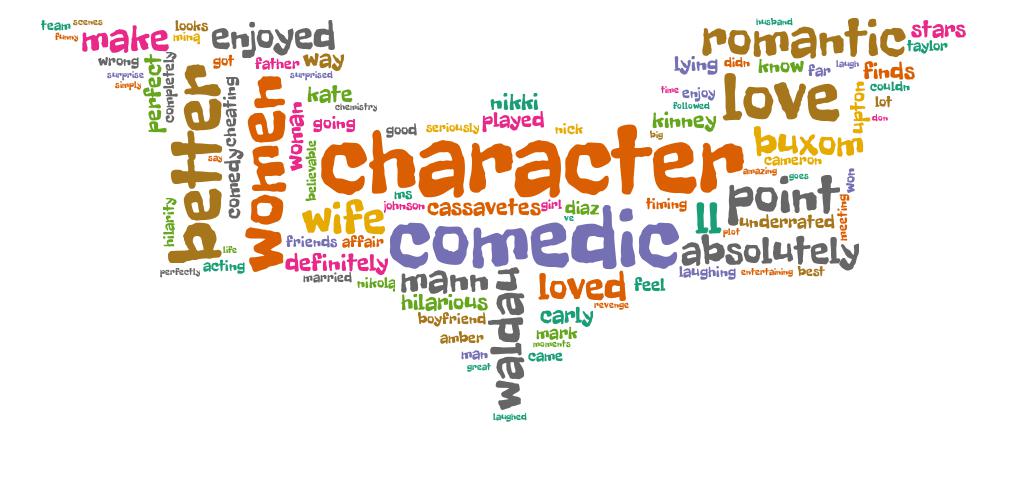 team scenes
funny make looks
mina enjoyed
wrong perfect completely got father way
surprise surprised
simply better cheating women kate
chemistry
woman going
say comedy believable
hilarity wife
life friends affair
perfectly acting definitely
married nikola
nikki
played
good seriously nick
character
ms
johnson cassavetes girl diaz timing
ve
comedic
mann waldau loved feel
hilarious revenge
boyfriend carly
amber mark
moments
man came
great
laughed
husband
romantic stars
taylor
lying didn know far laugh finds
time enjoy love couldn
followed upton lot
kinney don
big buxom
cameron
amazing goes won
point
ll underrated meeting
plot
absolutely
laughing entertaining best